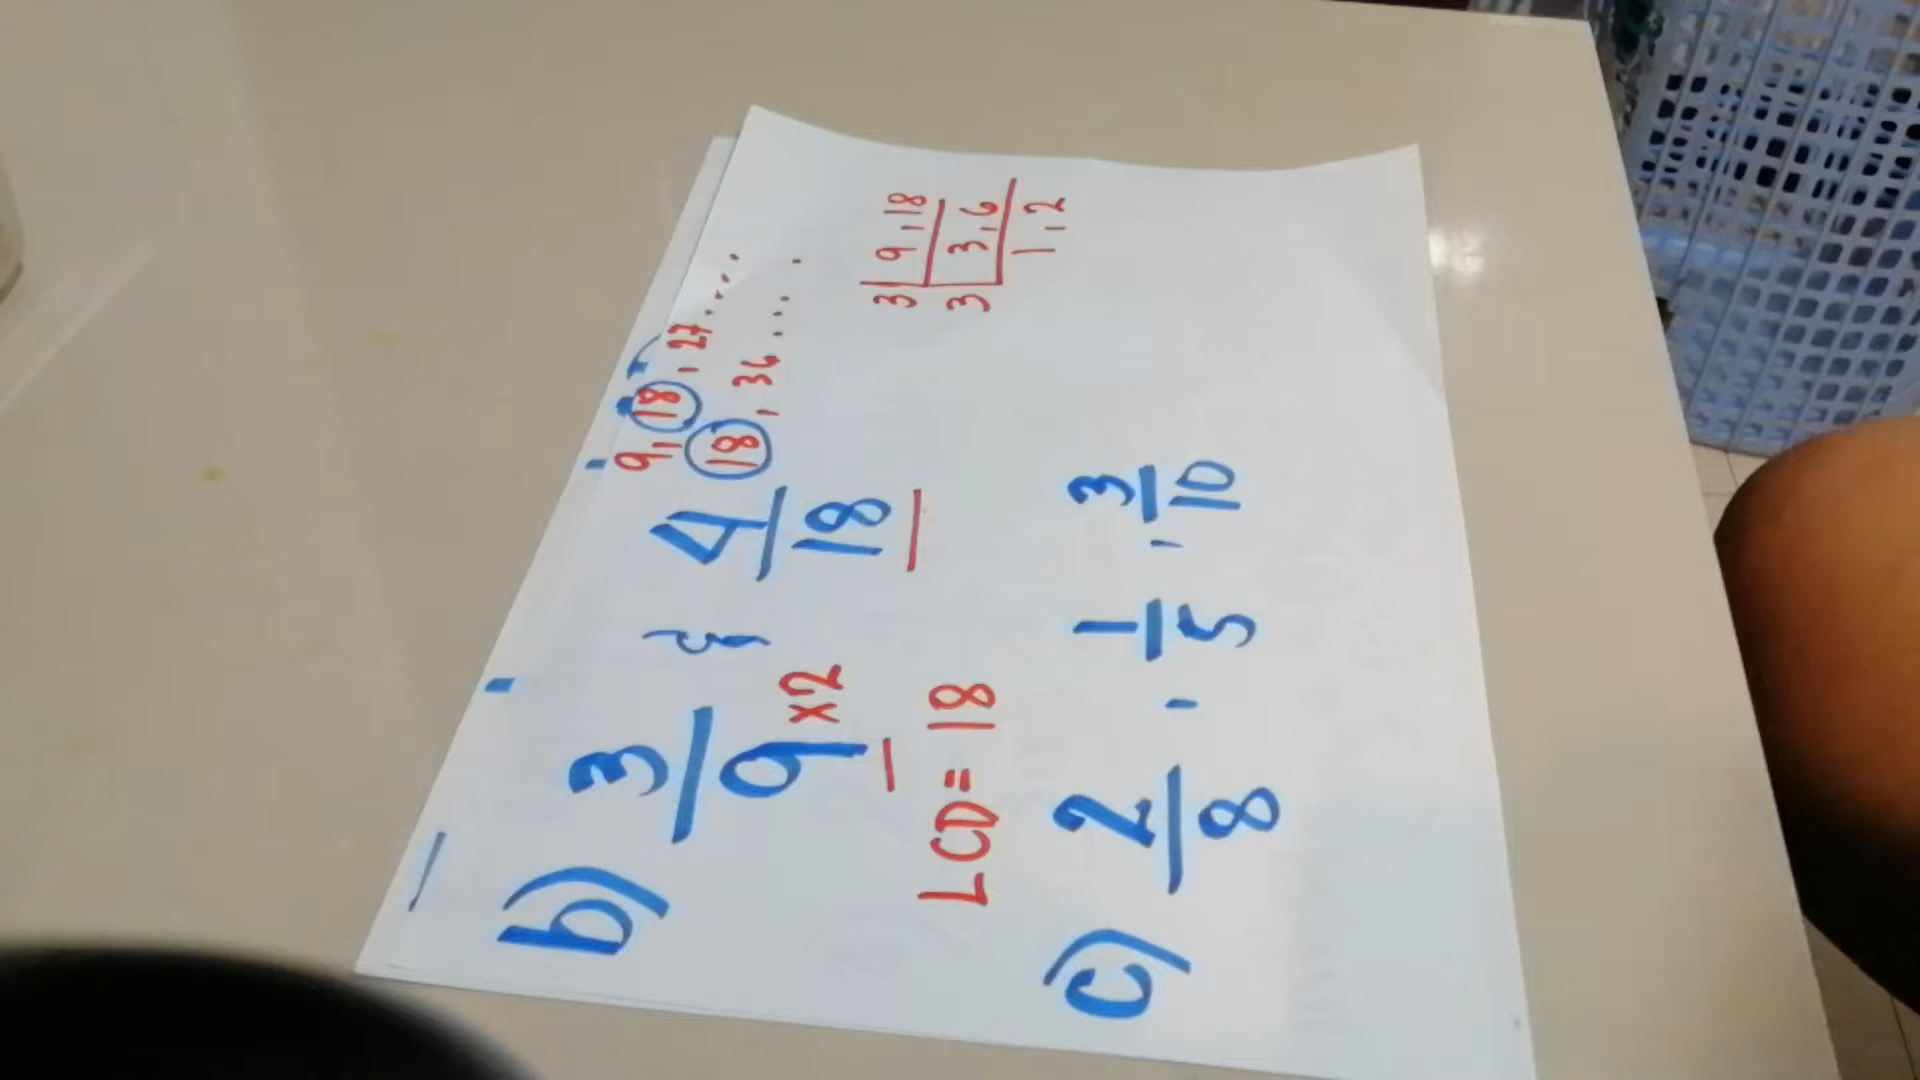 b) 3/9 ×2 & 4/18
9, 18, 27.....
18, 36.....
LCD = 18
3 | 9, 18
3 | 3, 6
1, 2
c) 2/8, 1/5, 3/10